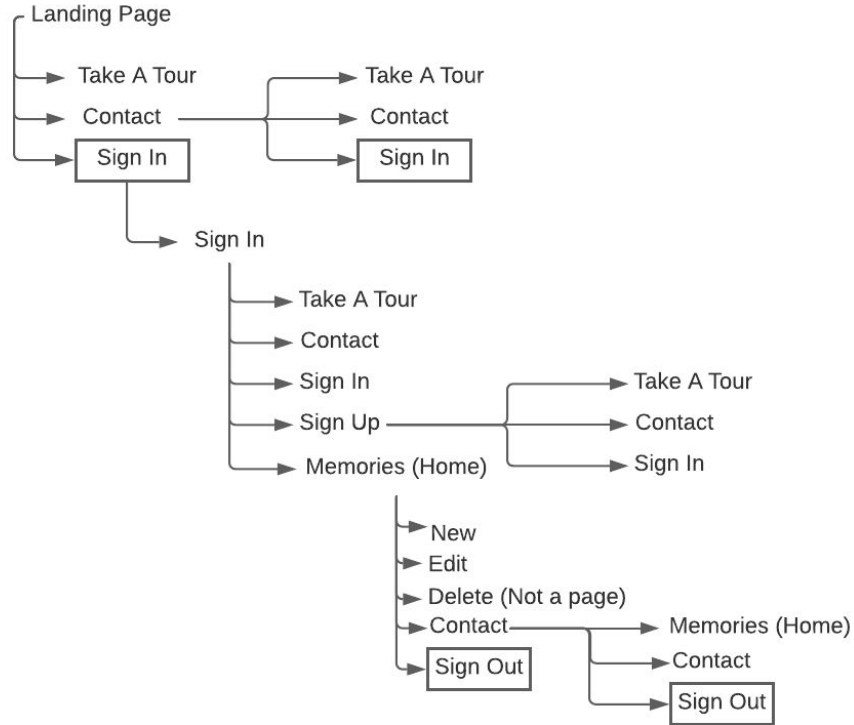 Landing Page
Take A Tour
Take A Tour
Contact
Contact
Sign In
Sign In
Sign In
Take A Tour
Contact
Sign In
Take A Tour
Sign Up
Contact
Memories (Home)
Sign In
New
Edit
Delete (Not a page)
Contact
Memories (Home)
Contact
Sign Out
Sign Out